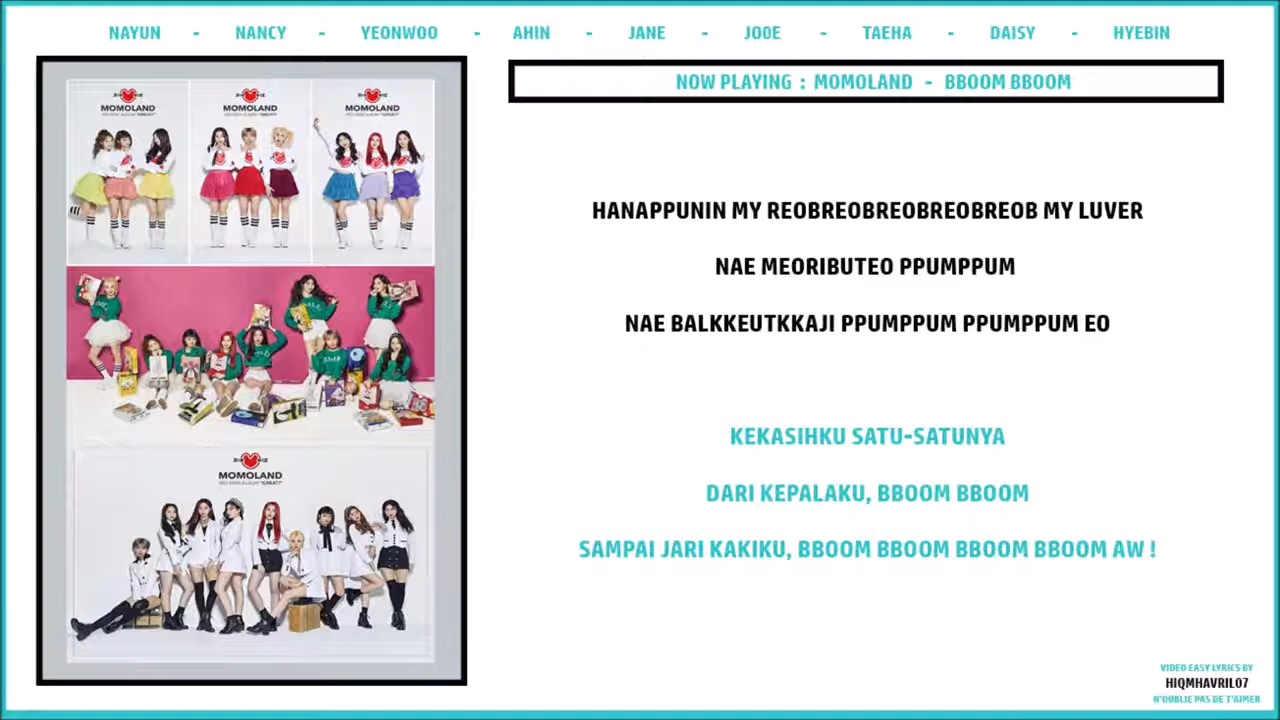 NAYUN - NANCY - YEONWOO - AHIN - JANE - JOOE - TAEHA - DAISY - HYEBIN
NOW PLAYING : MOMOLAND - BBOOM BBOOM
MOMOLAND
MOMOLAND
MOMOLAND
HANAPPUNIN MY REOBREOBREOBREOBREOB MY LUVER
NAE MEORIBUTEO PPUMPPUM
NAE BALKKEUTKKAJI PPUMPPUM PPUMPPUM EO
KEKASIHKU SATU-SATUNYA
DARI KEPALAKU, BBOOM BBOOM
SAMPAI JARI KAKIKU, BBOOM BBOOM BBOOM BBOOM AW !
MOMOLAND
VIDEO EASY LYRICS BY
HIQMHAVRIL07
N'OUBLIE PAS DE T'AIMER